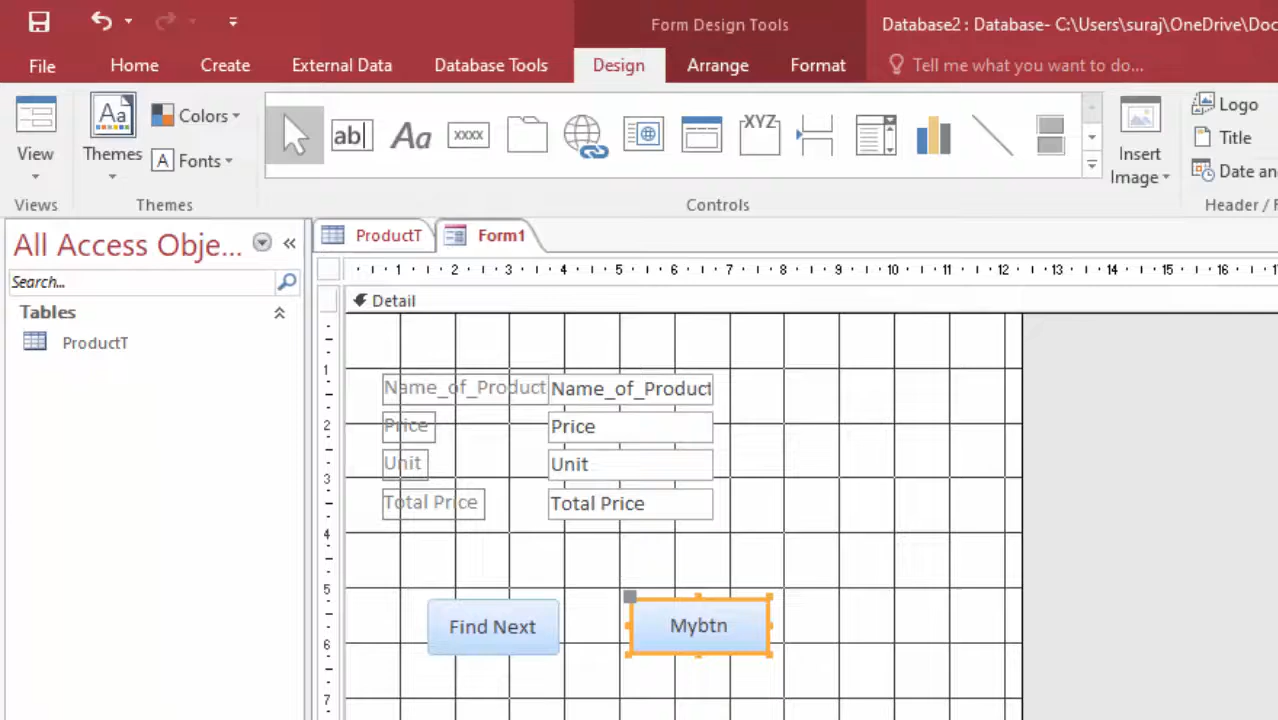 Form Design Tools
Database2 : Database- C:\Users\suraj\OneDrive\Doc
File Home Create External Data Database Tools Design Arrange Format Tell me what you want to do...
View
Views
Aa
Themes
Colors
A Fonts
Themes
ab| Aa xxxx XYZ
Controls
Insert
Image
Logo
Title
Date an
Header / F
All Access Obje... «
Search...
Tables
ProductT
ProductT Form1
1 2 3 4 5 6 7 8 9 10 11 12 13 14 15 16
Detail
1
2
3
4
5
6
7
Name_of_Product Name_of_Product
Price Price
Unit Unit
Total Price Total Price
Find Next Mybtn